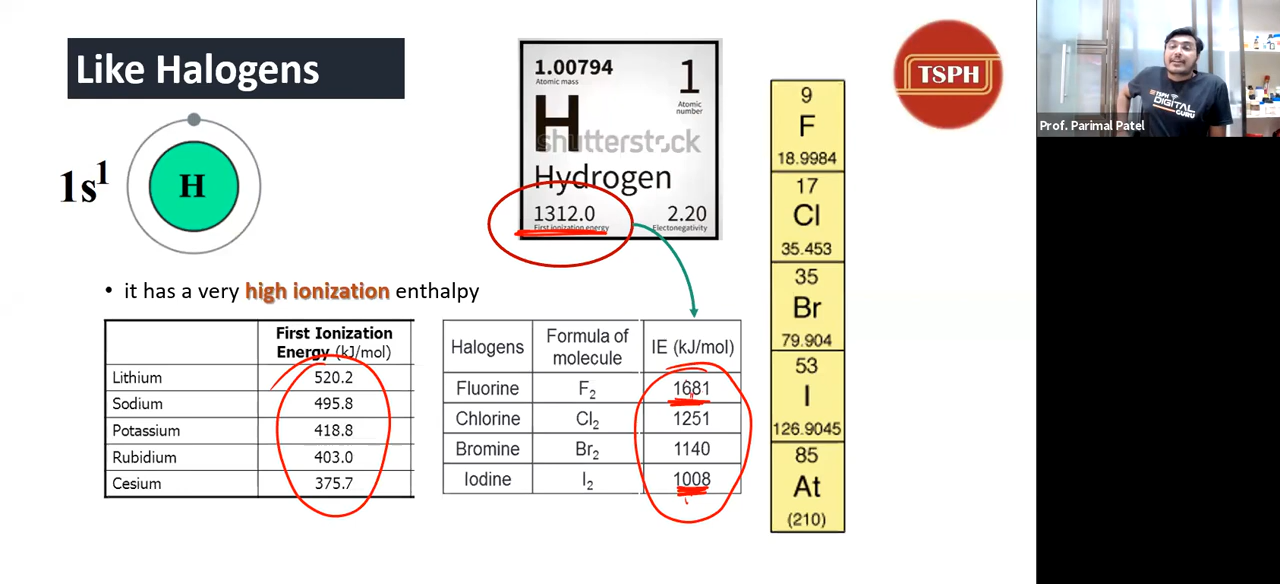 Like Halogens
1s¹
H
1.00794
Atomic mass
1
Atomic number
H
shutterstock
Hydrogen
1312.0
First ionization energy
2.20
Electonegativity
TSPH
TSPH
DIGITAL
GURU
Prof. Parimal Patel
• it has a very high ionization enthalpy
First Ionization
Energy (kJ/mol)
Lithium 520.2
Sodium 495.8
Potassium 418.8
Rubidium 403.0
Cesium 375.7
Halogens Formula of molecule IE (kJ/mol)
Fluorine F₂ 1681
Chlorine Cl₂ 1251
Bromine Br₂ 1140
Iodine I₂ 1008
9
F
18.9984
17
Cl
35.453
35
Br
79.904
53
I
126.9045
85
At
(210)